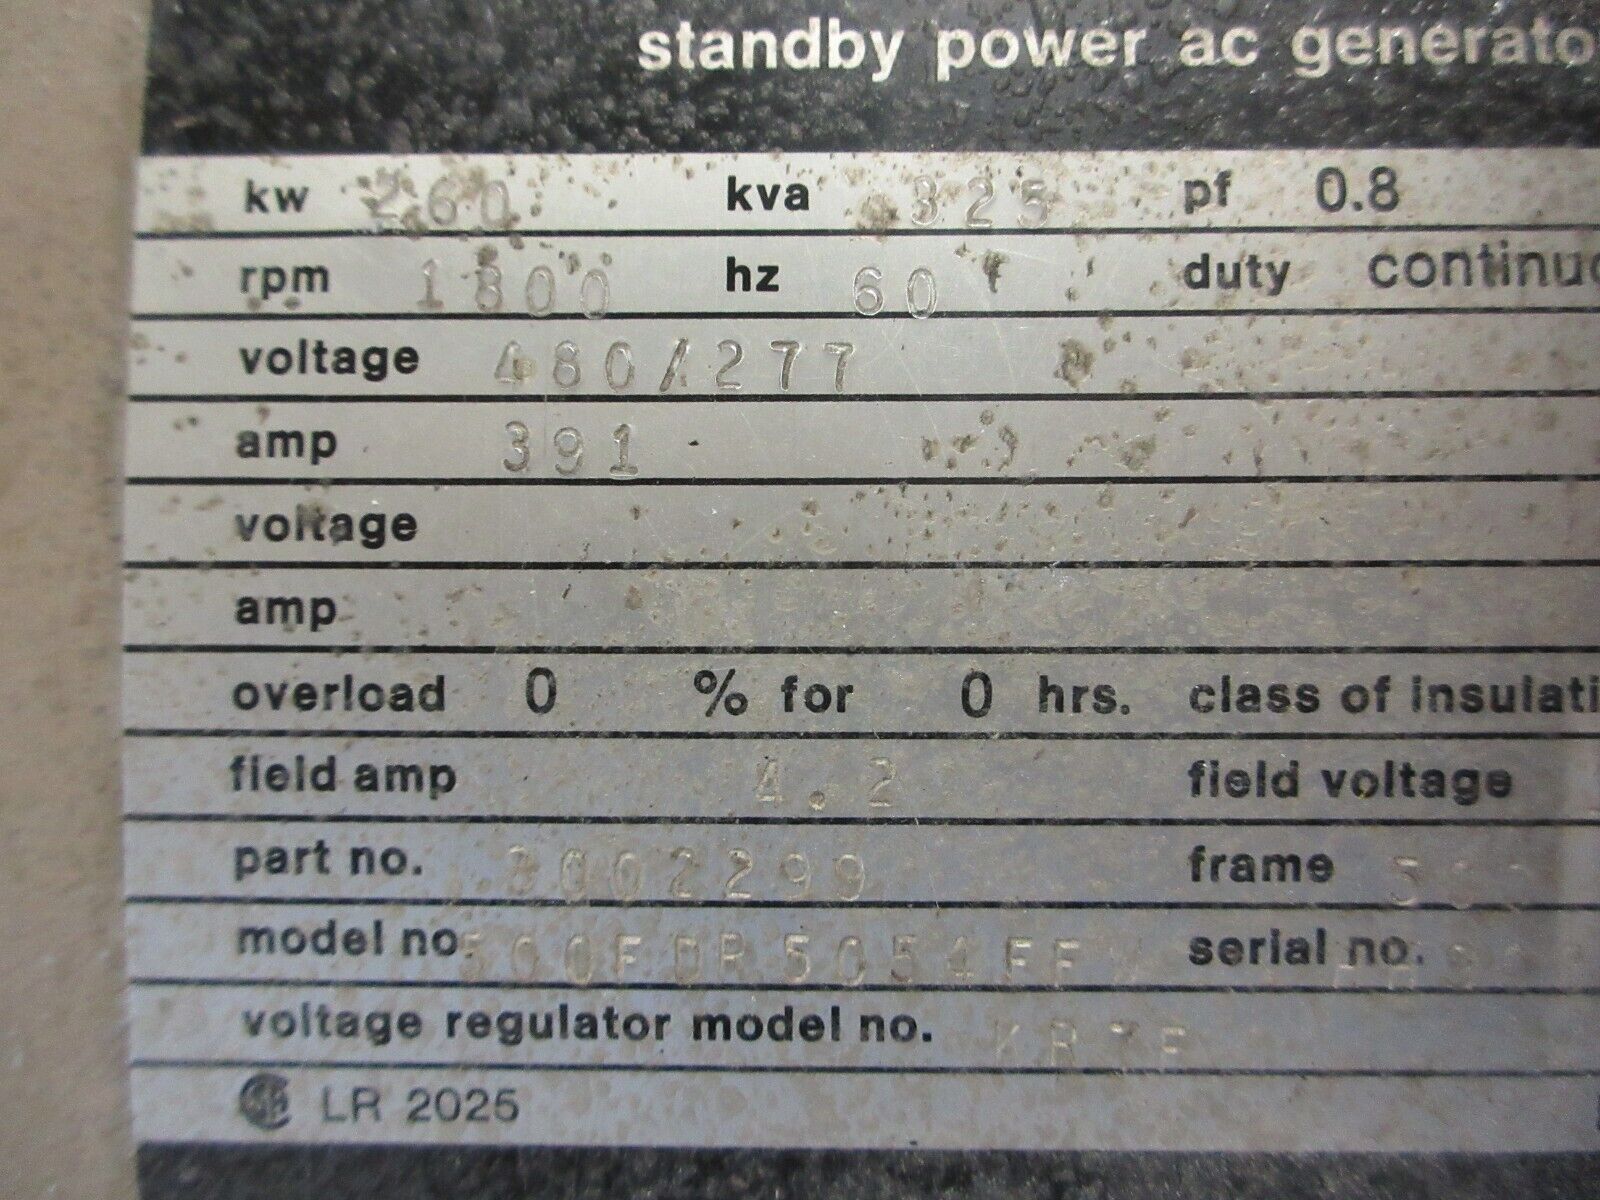 standby power ac generato
kw 260 kva 325 pf 0.8
rpm 1800 hz 60 duty continuo
voltage 480/277
amp 391
voltage
amp
overload 0 % for 0 hrs. class of insulati
field amp 4.2 field voltage
part no. 3002299 frame
model no. 500FDR5054FF serial no.
voltage regulator model no.
LR 2025